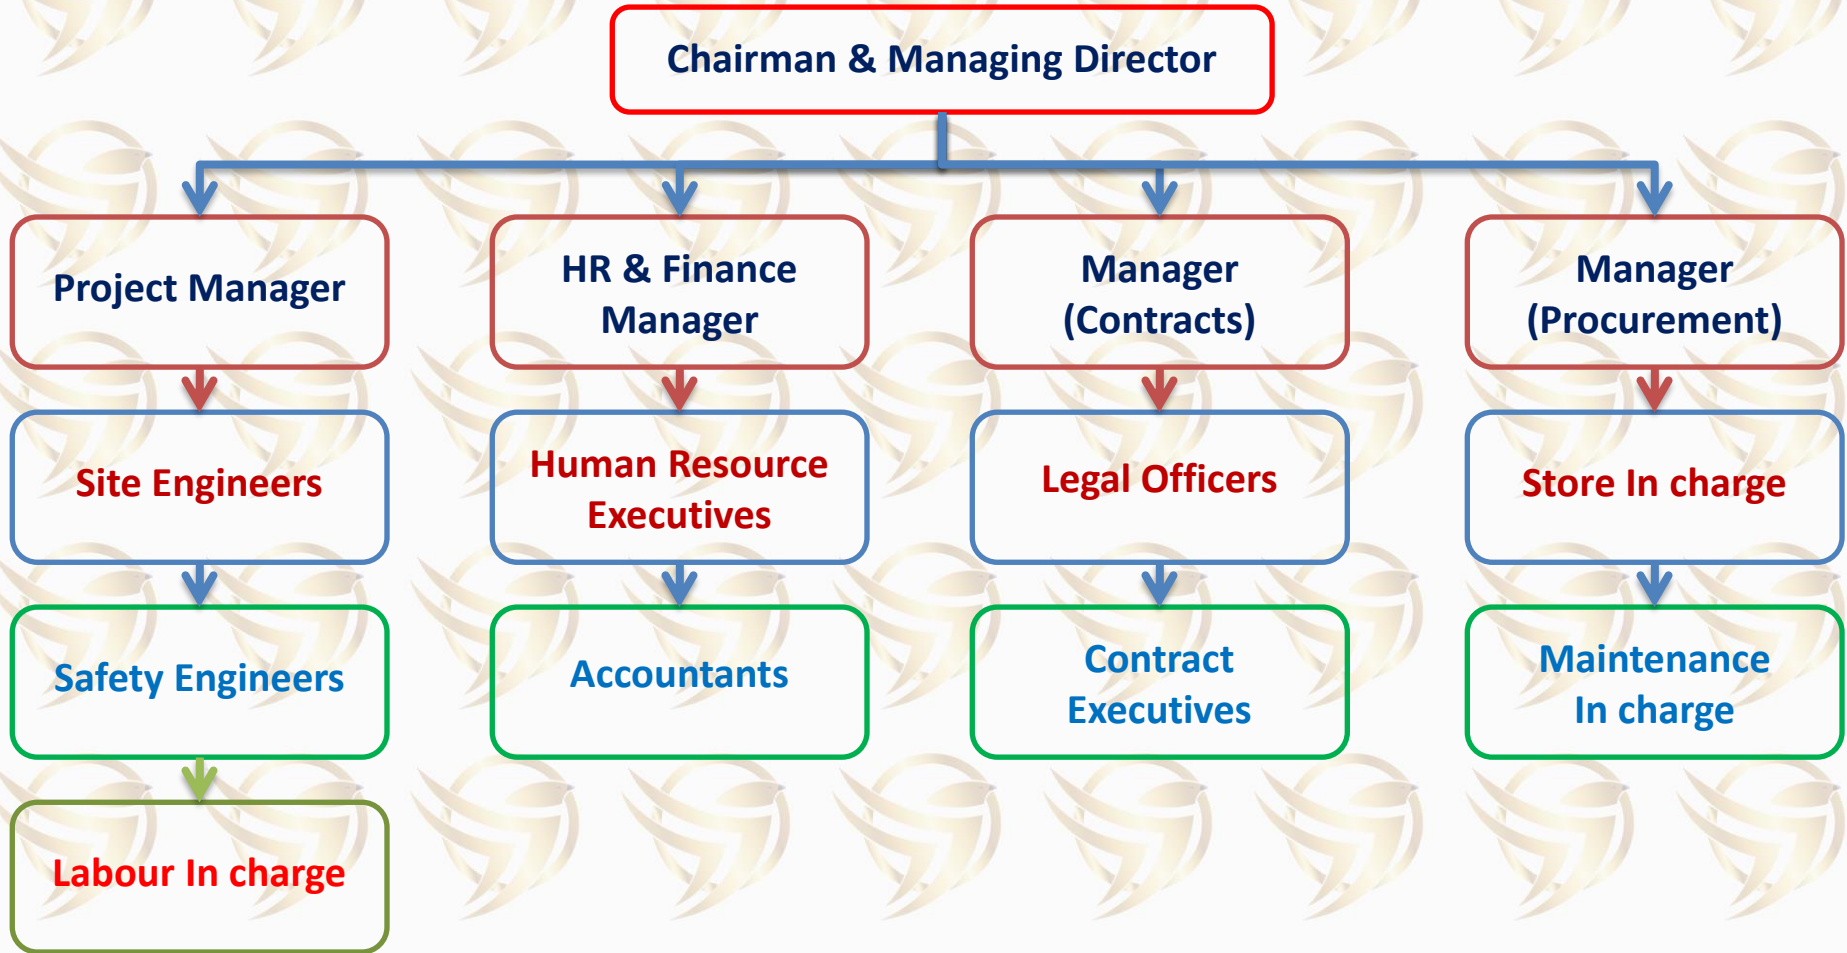 Chairman & Managing Director
Project Manager
HR & Finance
Manager
Manager
(Contracts)
Manager
(Procurement)
Site Engineers
Human Resource
Executives
Legal Officers
Store In charge
Safety Engineers
Accountants
Contract
Executives
Maintenance
In charge
Labour In charge